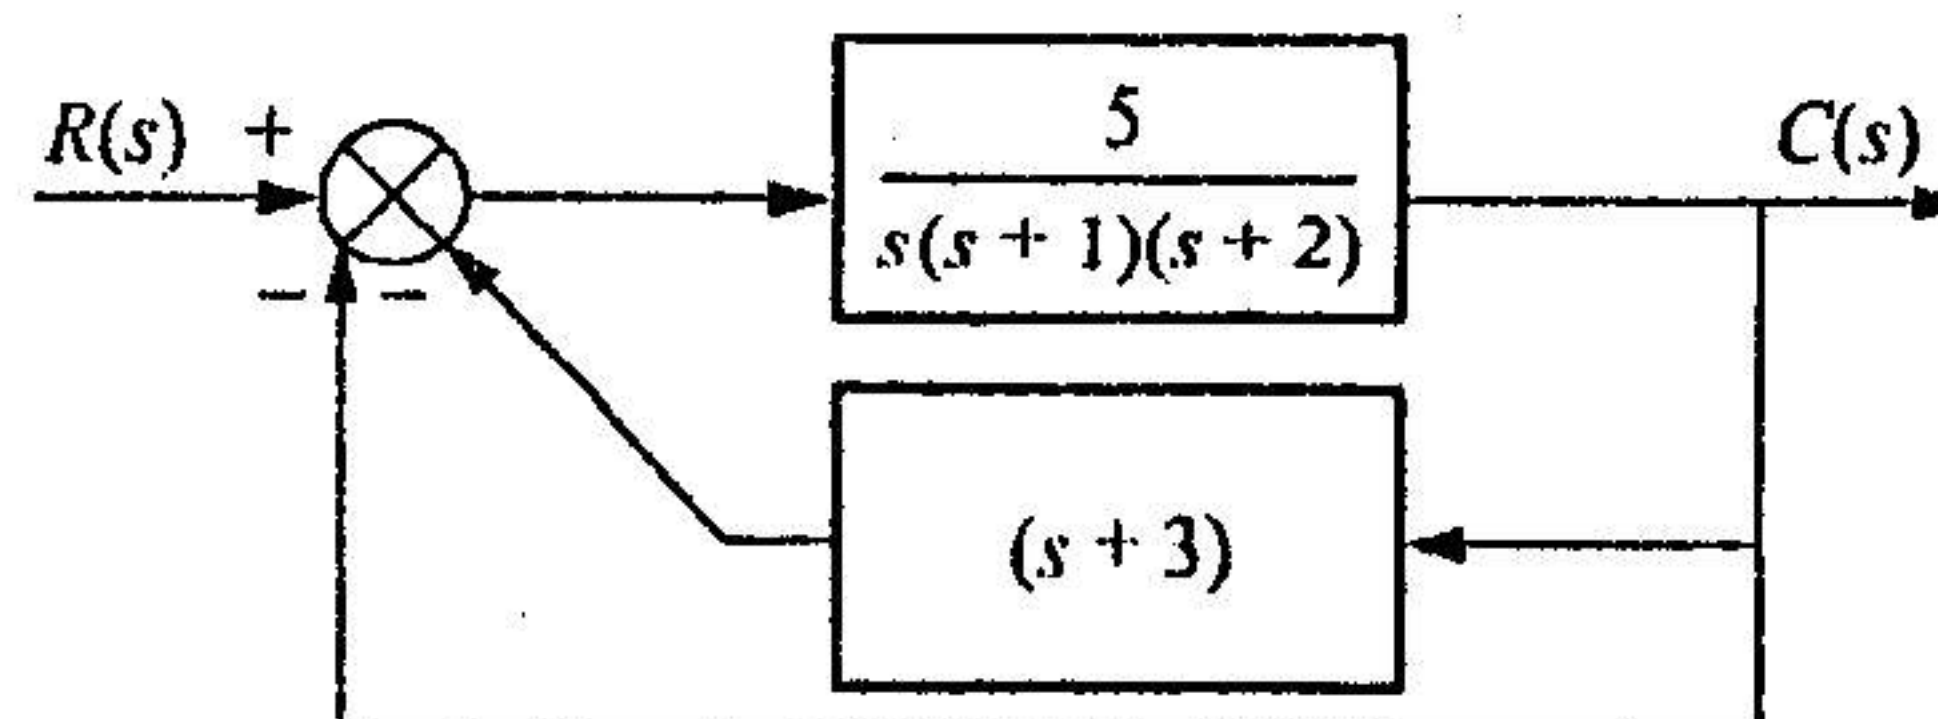 R(s) +
5
C(s)
s(s + 1)(s + 2)
− −
(s + 3)